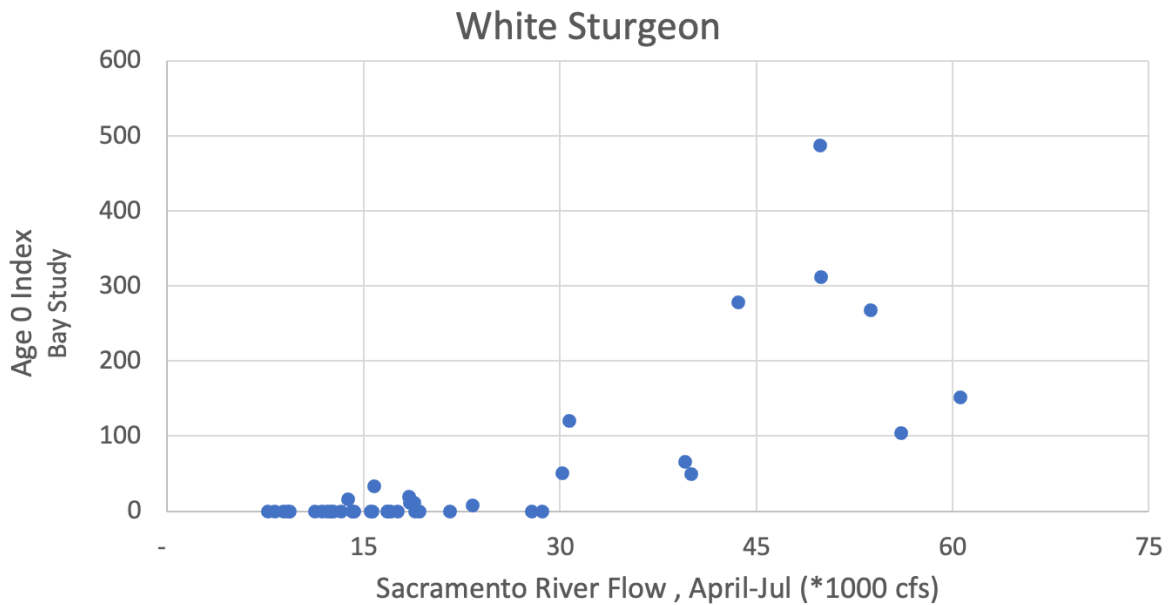 White Sturgeon
600
500
400
300
200
100
0
Age 0 Index
Bay Study
- 15 30 45 60 75
Sacramento River Flow , April-Jul (*1000 cfs)